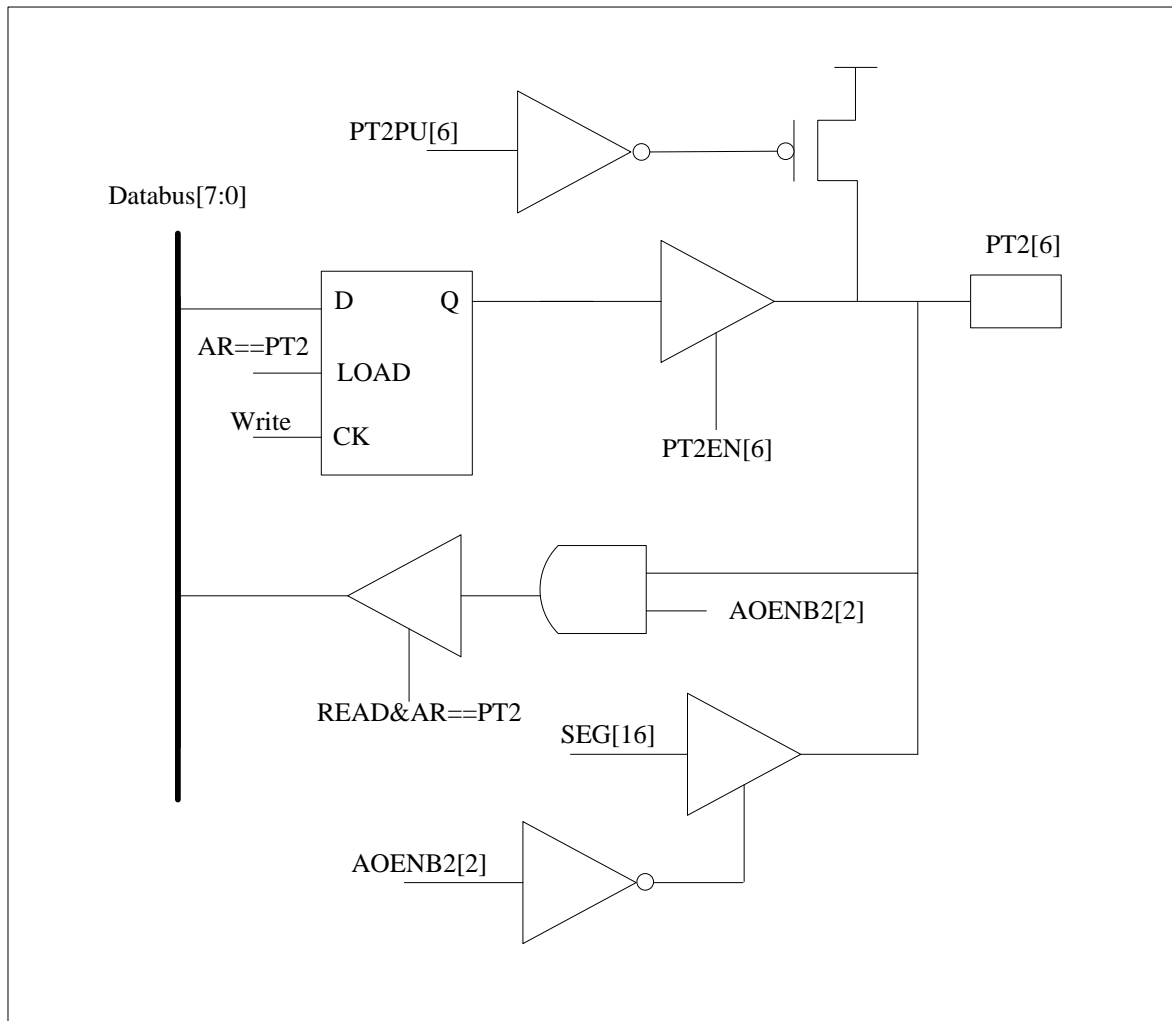 PT2PU[6]
Databus[7:0]
PT2[6]
D
Q
AR==PT2
LOAD
Write
CK
PT2EN[6]
AOENB2[2]
READ&AR==PT2
SEG[16]
AOENB2[2]